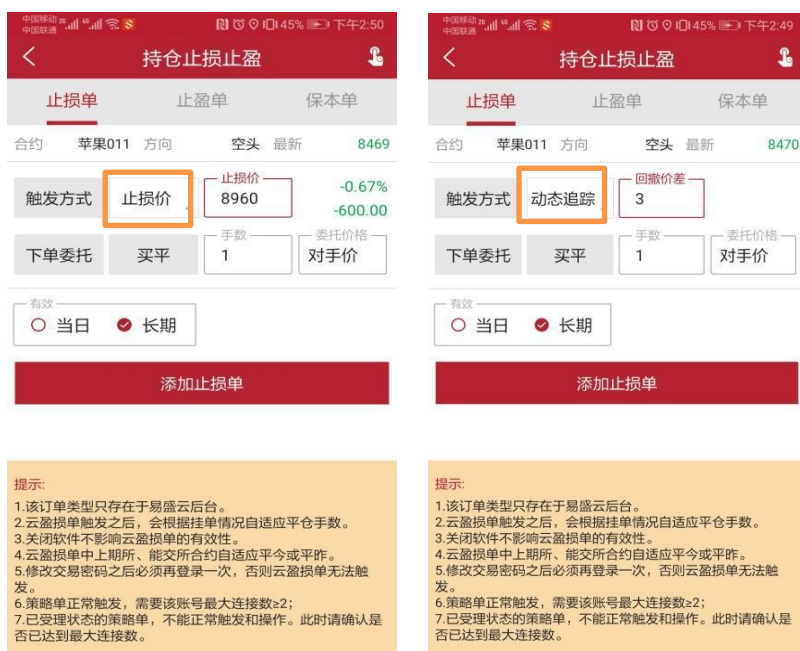 中国移动 2G 4G
中国联通
45% 下午2:50
持仓止损止盈
止损单 止盈单 保本单
合约 苹果011 方向 空头 最新 8469
触发方式 止损价 止损价 8960 -0.67%
-600.00
下单委托 买平 手数 1 委托价格 对手价
有效
当日 长期
添加止损单
提示:
1.该订单类型只存在于易盛云后台。
2.云盈损单触发之后，会根据挂单情况自适应平仓手数。
3.关闭软件不影响云盈损单的有效性。
4.云盈损单中上期所、能交所合约自适应平今或平昨。
5.修改交易密码之后必须再登录一次，否则云盈损单无法触
发。
6.策略单正常触发，需要该账号最大连接数≥2;
7.已受理状态的策略单，不能正常触发和操作。此时请确认是
否已达到最大连接数。
中国移动 2G 4G
中国联通
45% 下午2:49
持仓止损止盈
止损单 止盈单 保本单
合约 苹果011 方向 空头 最新 8470
触发方式 动态追踪 回撤价差 3
下单委托 买平 手数 1 委托价格 对手价
有效
当日 长期
添加止损单
提示:
1.该订单类型只存在于易盛云后台。
2.云盈损单触发之后，会根据挂单情况自适应平仓手数。
3.关闭软件不影响云盈损单的有效性。
4.云盈损单中上期所、能交所合约自适应平今或平昨。
5.修改交易密码之后必须再登录一次，否则云盈损单无法触
发。
6.策略单正常触发，需要该账号最大连接数≥2;
7.已受理状态的策略单，不能正常触发和操作。此时请确认是
否已达到最大连接数。